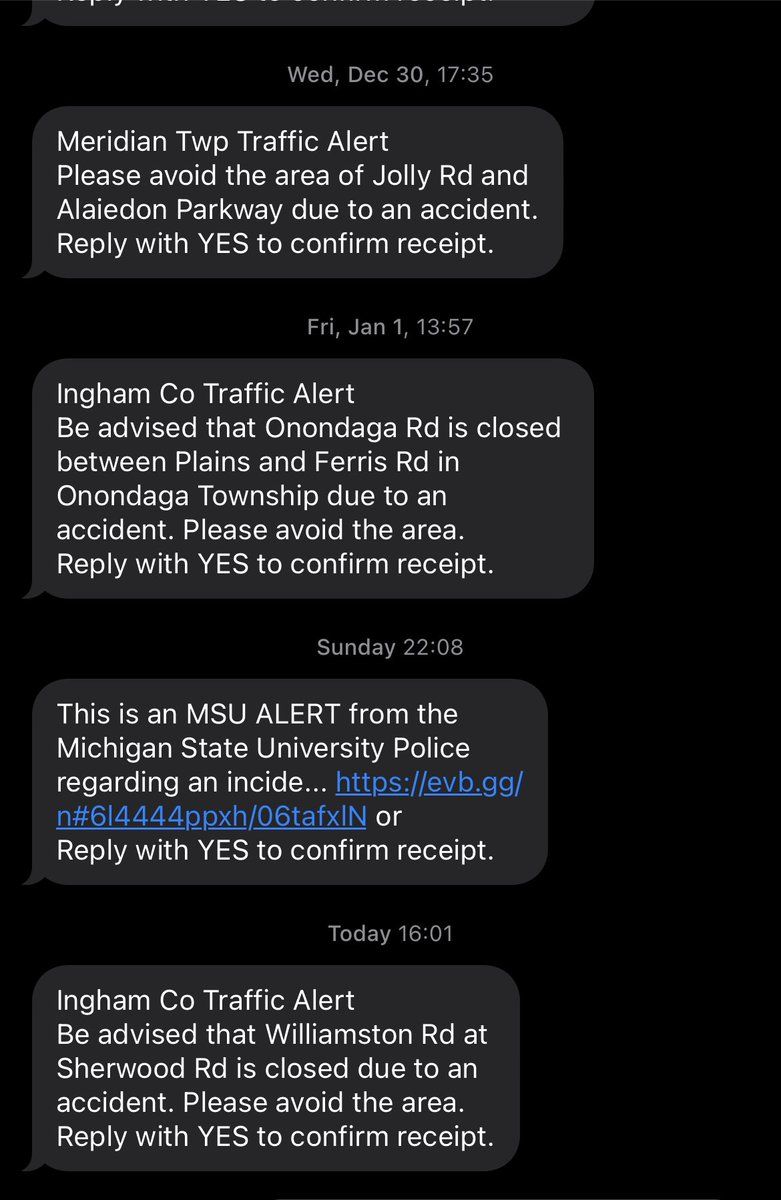 Reply with YES to confirm receipt.
Wed, Dec 30, 17:35
Meridian Twp Traffic Alert
Please avoid the area of Jolly Rd and
Alaiedon Parkway due to an accident.
Reply with YES to confirm receipt.
Fri, Jan 1, 13:57
Ingham Co Traffic Alert
Be advised that Onondaga Rd is closed
between Plains and Ferris Rd in
Onondaga Township due to an
accident. Please avoid the area.
Reply with YES to confirm receipt.
Sunday 22:08
This is an MSU ALERT from the
Michigan State University Police
regarding an incide... https://evb.gg/
n#6l4444ppxh/06tafxlN or
Reply with YES to confirm receipt.
Today 16:01
Ingham Co Traffic Alert
Be advised that Williamston Rd at
Sherwood Rd is closed due to an
accident. Please avoid the area.
Reply with YES to confirm receipt.